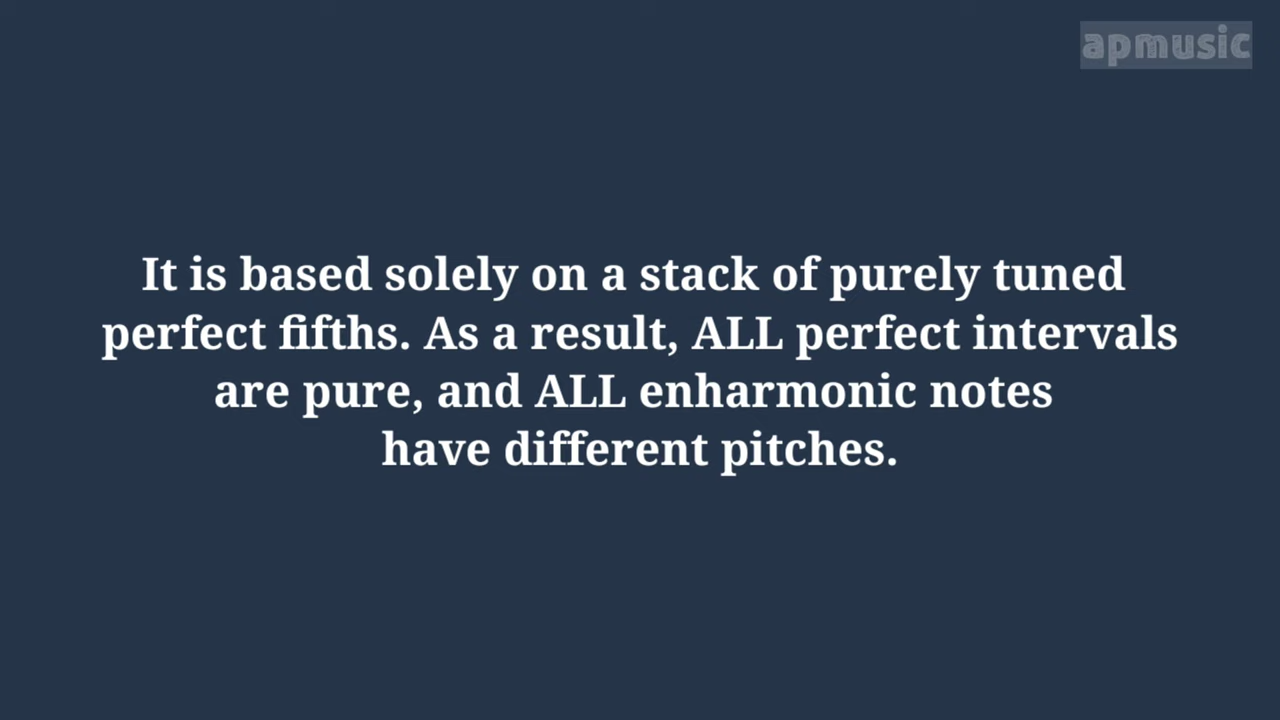 apmusic
It is based solely on a stack of purely tuned
perfect fifths. As a result, ALL perfect intervals
are pure, and ALL enharmonic notes
have different pitches.